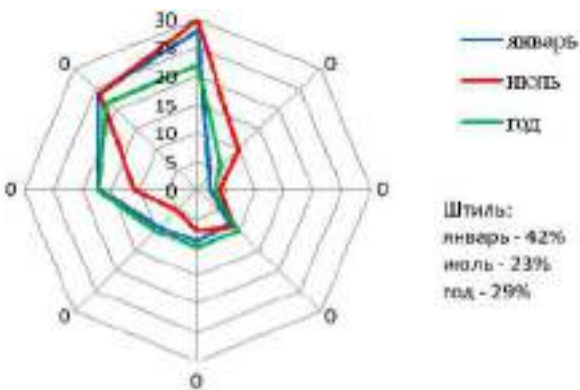 30
25
20
15
10
5
0
0
0
0
0
0
0
0
январь
июль
год
Штиль:
январь - 42%
июль - 23%
год - 29%